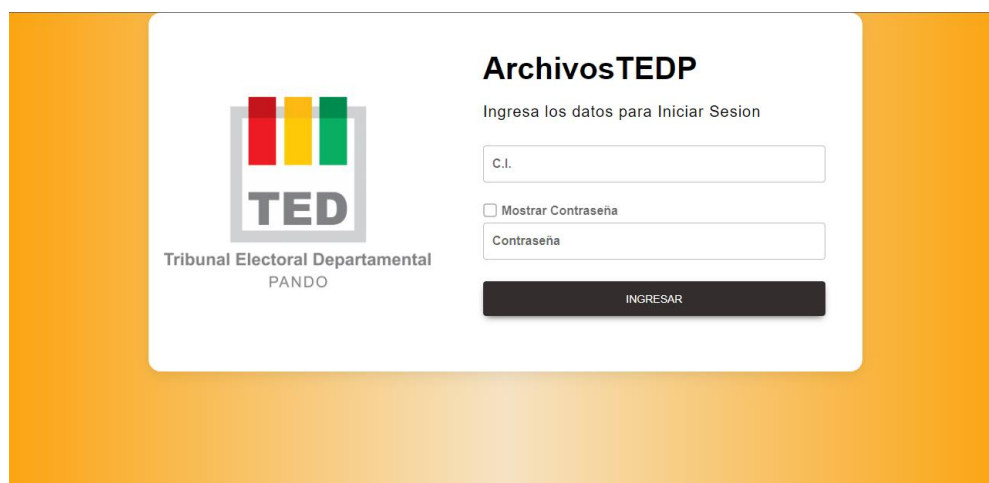 TED
Tribunal Electoral Departamental
PANDO
ArchivosTEDP
Ingresa los datos para Iniciar Sesion
C.I.
Mostrar Contraseña
Contraseña
INGRESAR